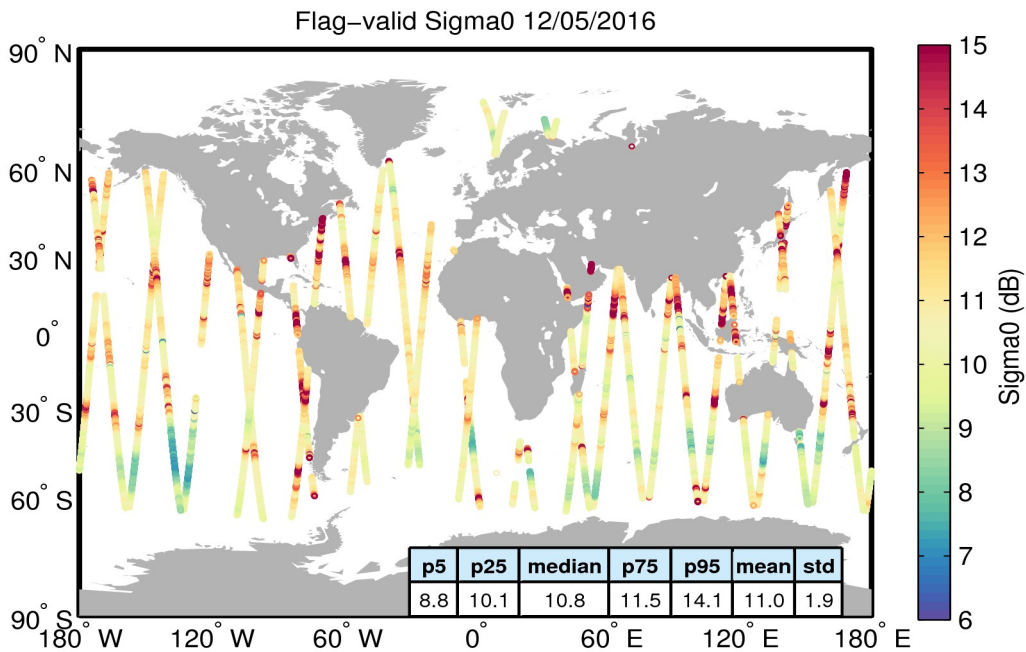 Flag−valid Sigma0 12/05/2016
90° N
60° N
30° N
0°
30° S
60° S
90° S
180° W
120° W
60° W
0°
60° E
120° E
180° E
p5 p25 median p75 p95 mean std
8.8 10.1 10.8 11.5 14.1 11.0 1.9
15
14
13
12
11
10
9
8
7
6
Sigma0 (dB)